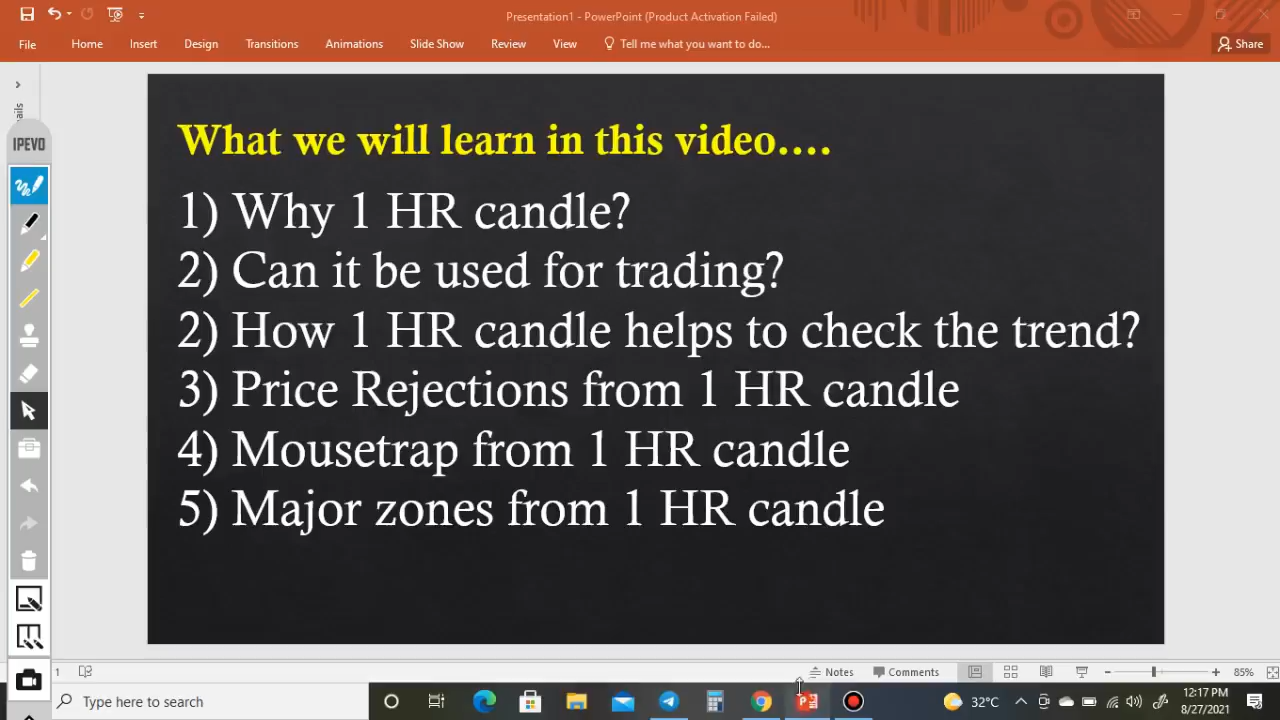 Presentation1 - PowerPoint (Product Activation Failed)
File Home Insert Design Transitions Animations Slide Show Review View Tell me what you want to do... Share
ails
IPEVO
What we will learn in this video....
1) Why 1 HR candle?
2) Can it be used for trading?
2) How 1 HR candle helps to check the trend?
3) Price Rejections from 1 HR candle
4) Mousetrap from 1 HR candle
5) Major zones from 1 HR candle
1 Notes Comments 85%
Type here to search 32°C 12:17 PM
8/27/2021